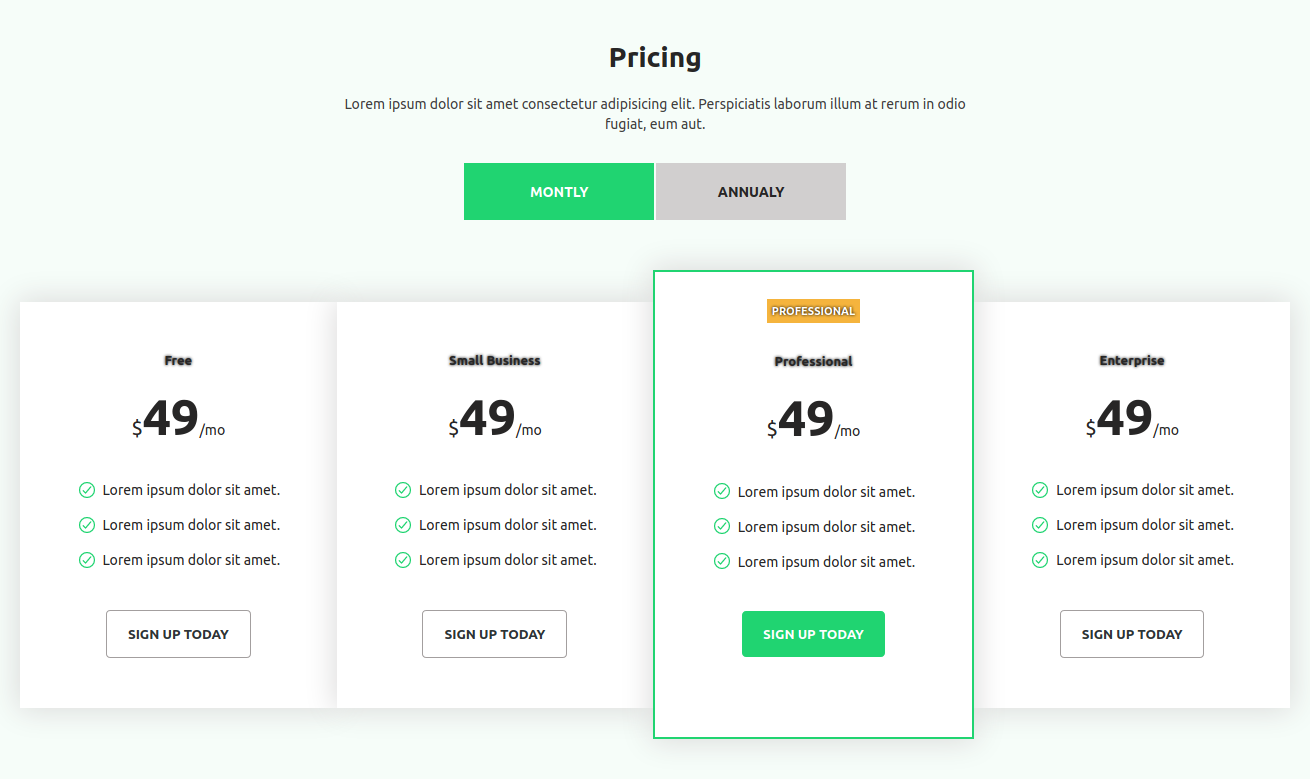 Pricing
Lorem ipsum dolor sit amet consectetur adipisicing elit. Perspiciatis laborum illum at rerum in odio
fugiat, eum aut.
MONTLY
ANNUALY
Free
$49/mo
Lorem ipsum dolor sit amet.
Lorem ipsum dolor sit amet.
Lorem ipsum dolor sit amet.
SIGN UP TODAY
Small Business
$49/mo
Lorem ipsum dolor sit amet.
Lorem ipsum dolor sit amet.
Lorem ipsum dolor sit amet.
SIGN UP TODAY
PROFESSIONAL
Professional
$49/mo
Lorem ipsum dolor sit amet.
Lorem ipsum dolor sit amet.
Lorem ipsum dolor sit amet.
SIGN UP TODAY
Enterprise
$49/mo
Lorem ipsum dolor sit amet.
Lorem ipsum dolor sit amet.
Lorem ipsum dolor sit amet.
SIGN UP TODAY